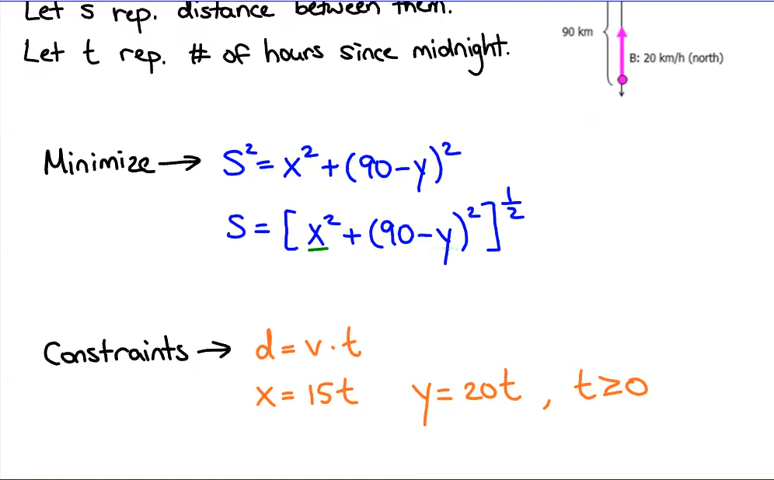 Let s rep. distance between them.
Let t rep. # of hours since midnight.
90 km
B: 20 km/h (north)
Minimize → S² = x² + (90-y)²
S = [x² + (90-y)²]^½
Constraints → d = v · t
x = 15t y = 20t , t ≥ 0